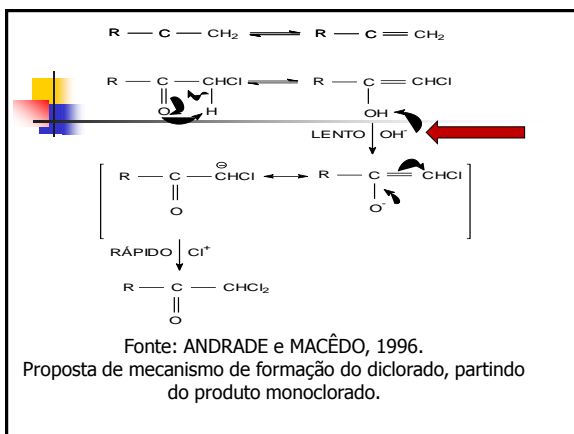 R — C — CH₂ ⇌ R — C = CH₂
R — C — CHCl ⇌ R — C = CHCl
O H OH
LENTO OH⁻
⊖
R — C — CHCl ↔ R — C = CHCl
O O⁻
RÁPIDO Cl⁺
R — C — CHCl₂
O
Fonte: ANDRADE e MACÊDO, 1996.
Proposta de mecanismo de formação do diclorado, partindo
do produto monoclorado.